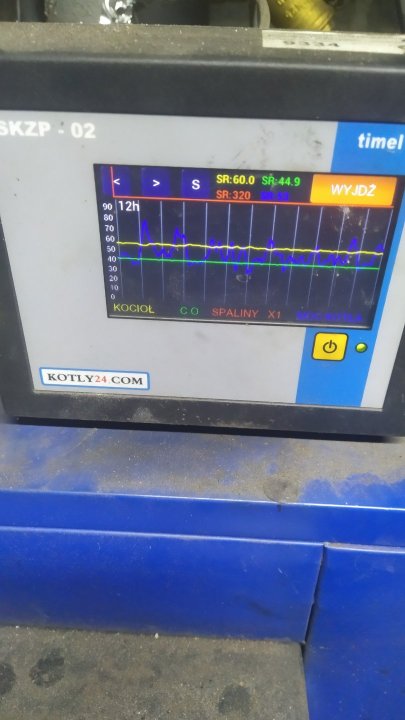 9334
SKZP - 02
timel
< > S SR:60.0 SR:44.9 WYJDŹ
SR:320
12h
90
80
70
60
50
40
30
20
10
0
KOCIOŁ C O SPALINY X1
KOTLY24.COM